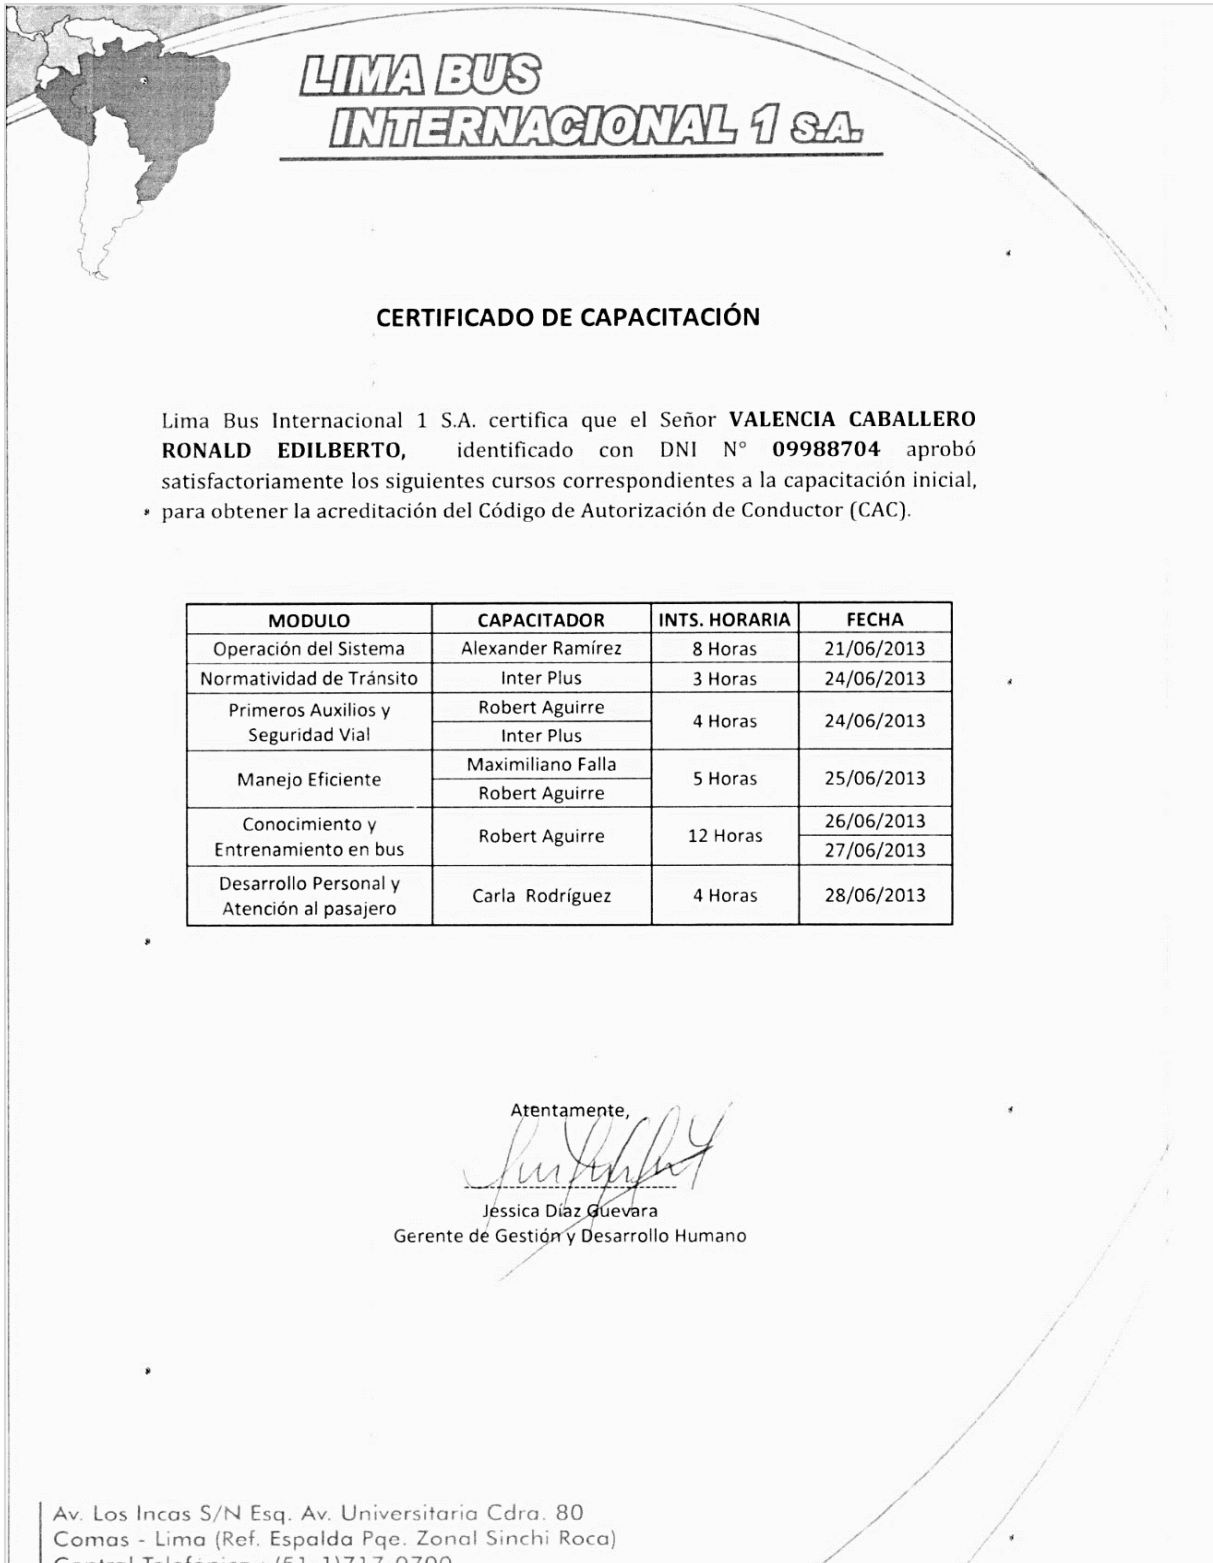 LIMA BUS
INTERNACIONAL 1 S.A.
CERTIFICADO DE CAPACITACIÓN
Lima Bus Internacional 1 S.A. certifica que el Señor VALENCIA CABALLERO
RONALD EDILBERTO, identificado con DNI N° 09988704 aprobó
satisfactoriamente los siguientes cursos correspondientes a la capacitación inicial,
para obtener la acreditación del Código de Autorización de Conductor (CAC).
MODULO CAPACITADOR INTS. HORARIA FECHA
Operación del Sistema Alexander Ramírez 8 Horas 21/06/2013
Normatividad de Tránsito Inter Plus 3 Horas 24/06/2013
Primeros Auxilios y
Seguridad Vial
Robert Aguirre
Inter Plus
4 Horas 24/06/2013
Manejo Eficiente
Maximiliano Falla
Robert Aguirre
5 Horas 25/06/2013
Conocimiento y
Entrenamiento en bus
Robert Aguirre 12 Horas
26/06/2013
27/06/2013
Desarrollo Personal y
Atención al pasajero
Carla Rodríguez 4 Horas 28/06/2013
Atentamente,
Jessica Díaz Guevara
Gerente de Gestión y Desarrollo Humano
Av. Los Incas S/N Esq. Av. Universitaria Cdra. 80
Comas - Lima (Ref. Espalda Pqe. Zonal Sinchi Roca)
Central Telefónica : (51-1)717-0700